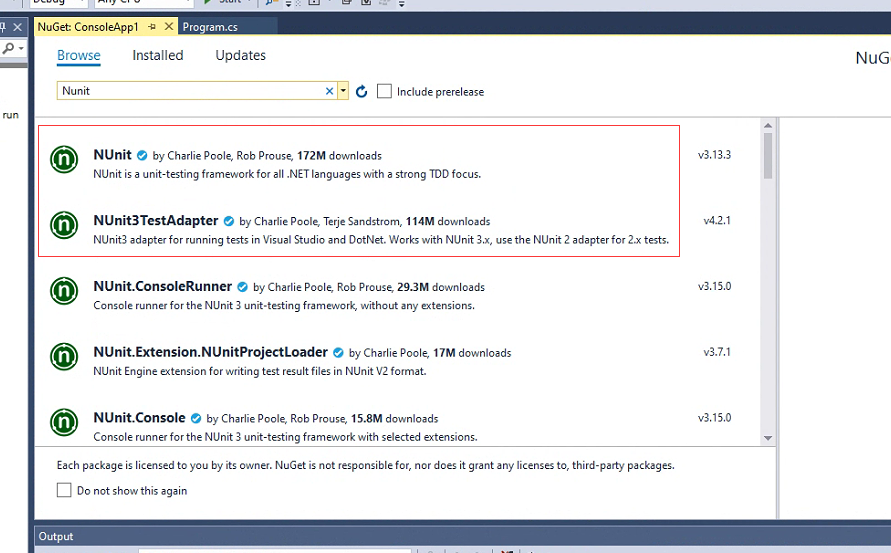 Debug
Any CPU
Start
NuGet: ConsoleApp1
Program.cs
Browse
Installed
Updates
NuG
Nunit
Include prerelease
run
NUnit by Charlie Poole, Rob Prouse, 172M downloads
v3.13.3
NUnit is a unit-testing framework for all .NET languages with a strong TDD focus.
NUnit3TestAdapter by Charlie Poole, Terje Sandstrom, 114M downloads
v4.2.1
NUnit3 adapter for running tests in Visual Studio and DotNet. Works with NUnit 3.x, use the NUnit 2 adapter for 2.x tests.
NUnit.ConsoleRunner by Charlie Poole, Rob Prouse, 29.3M downloads
v3.15.0
Console runner for the NUnit 3 unit-testing framework, without any extensions.
NUnit.Extension.NUnitProjectLoader by Charlie Poole, 17M downloads
v3.7.1
NUnit Engine extension for writing test result files in NUnit V2 format.
NUnit.Console by Charlie Poole, Rob Prouse, 15.8M downloads
v3.15.0
Console runner for the NUnit 3 unit-testing framework with selected extensions.
Each package is licensed to you by its owner. NuGet is not responsible for, nor does it grant any licenses to, third-party packages.
Do not show this again
Output